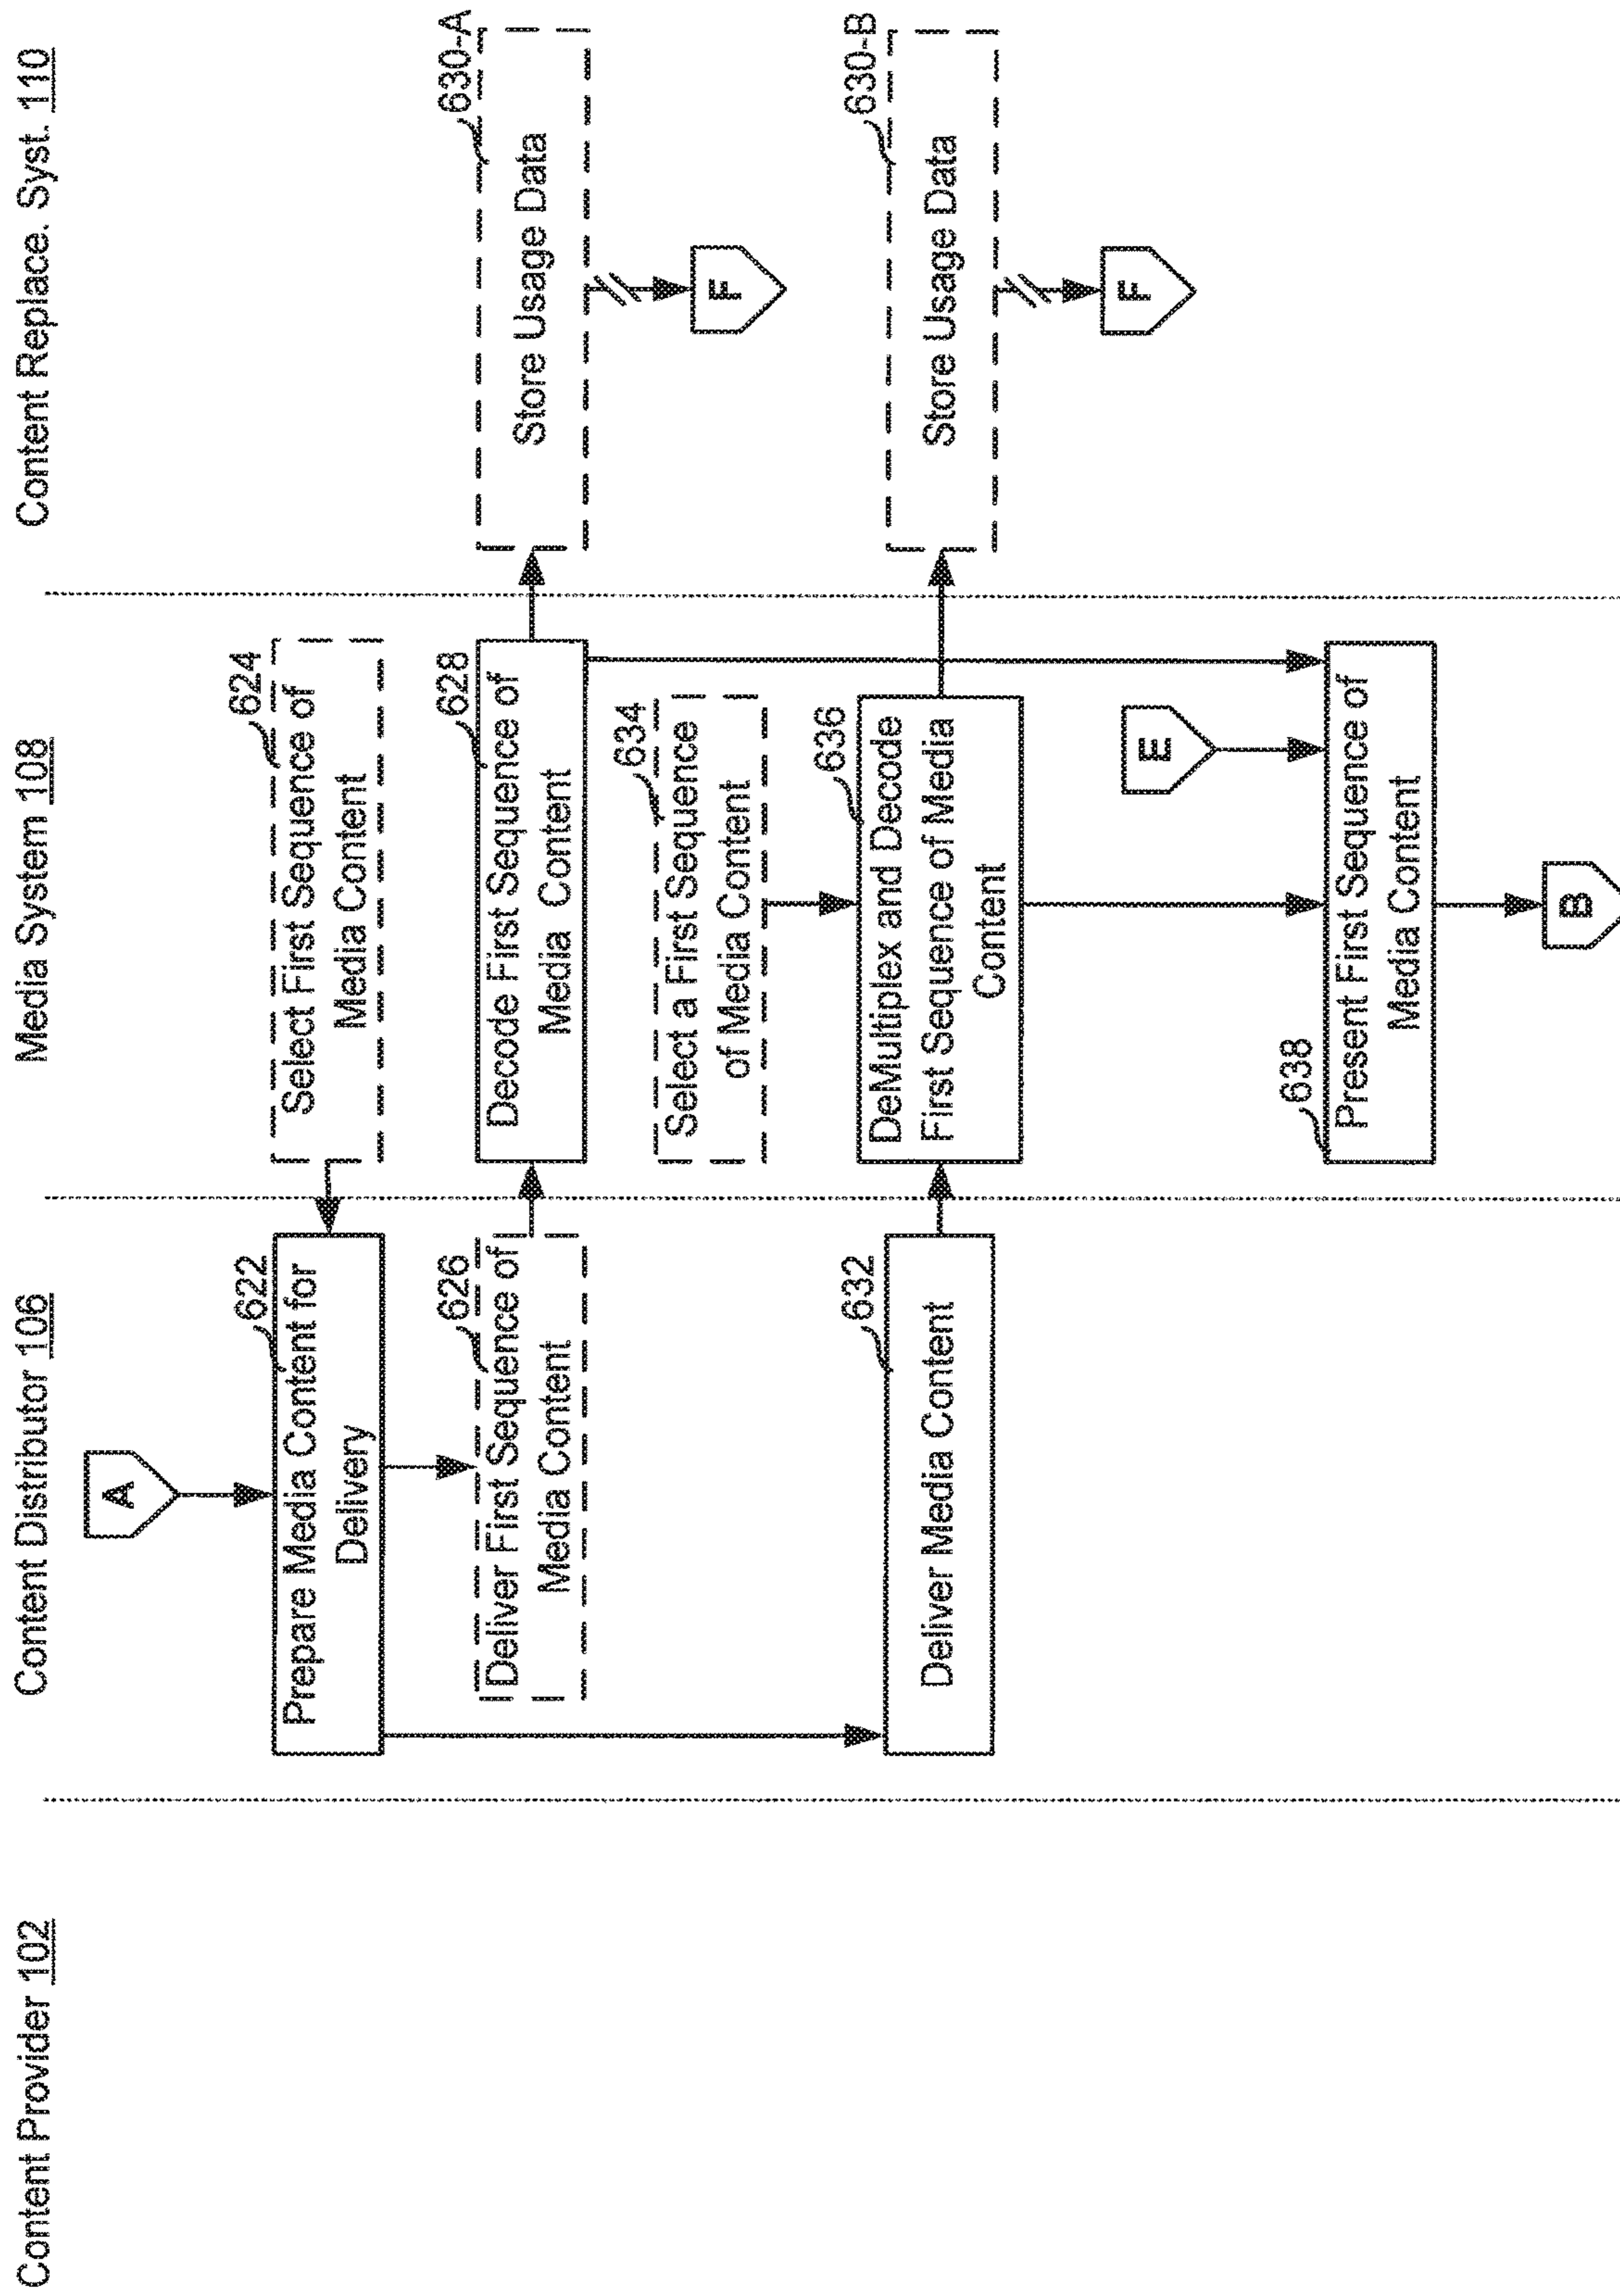 Content Provider 102
Content Distributor 106
Media System 108
Content Replace. Syst. 110
A
622
Prepare Media Content for
Delivery
624
Select First Sequence of
Media Content
626
Deliver First Sequence of
Media Content
628
Decode First Sequence of
Media Content
630-A
Store Usage Data
F
634
Select a First Sequence
of Media Content
632
Deliver Media Content
636
DeMultiplex and Decode
First Sequence of Media
Content
630-B
Store Usage Data
F
E
638
Present First Sequence of
Media Content
B